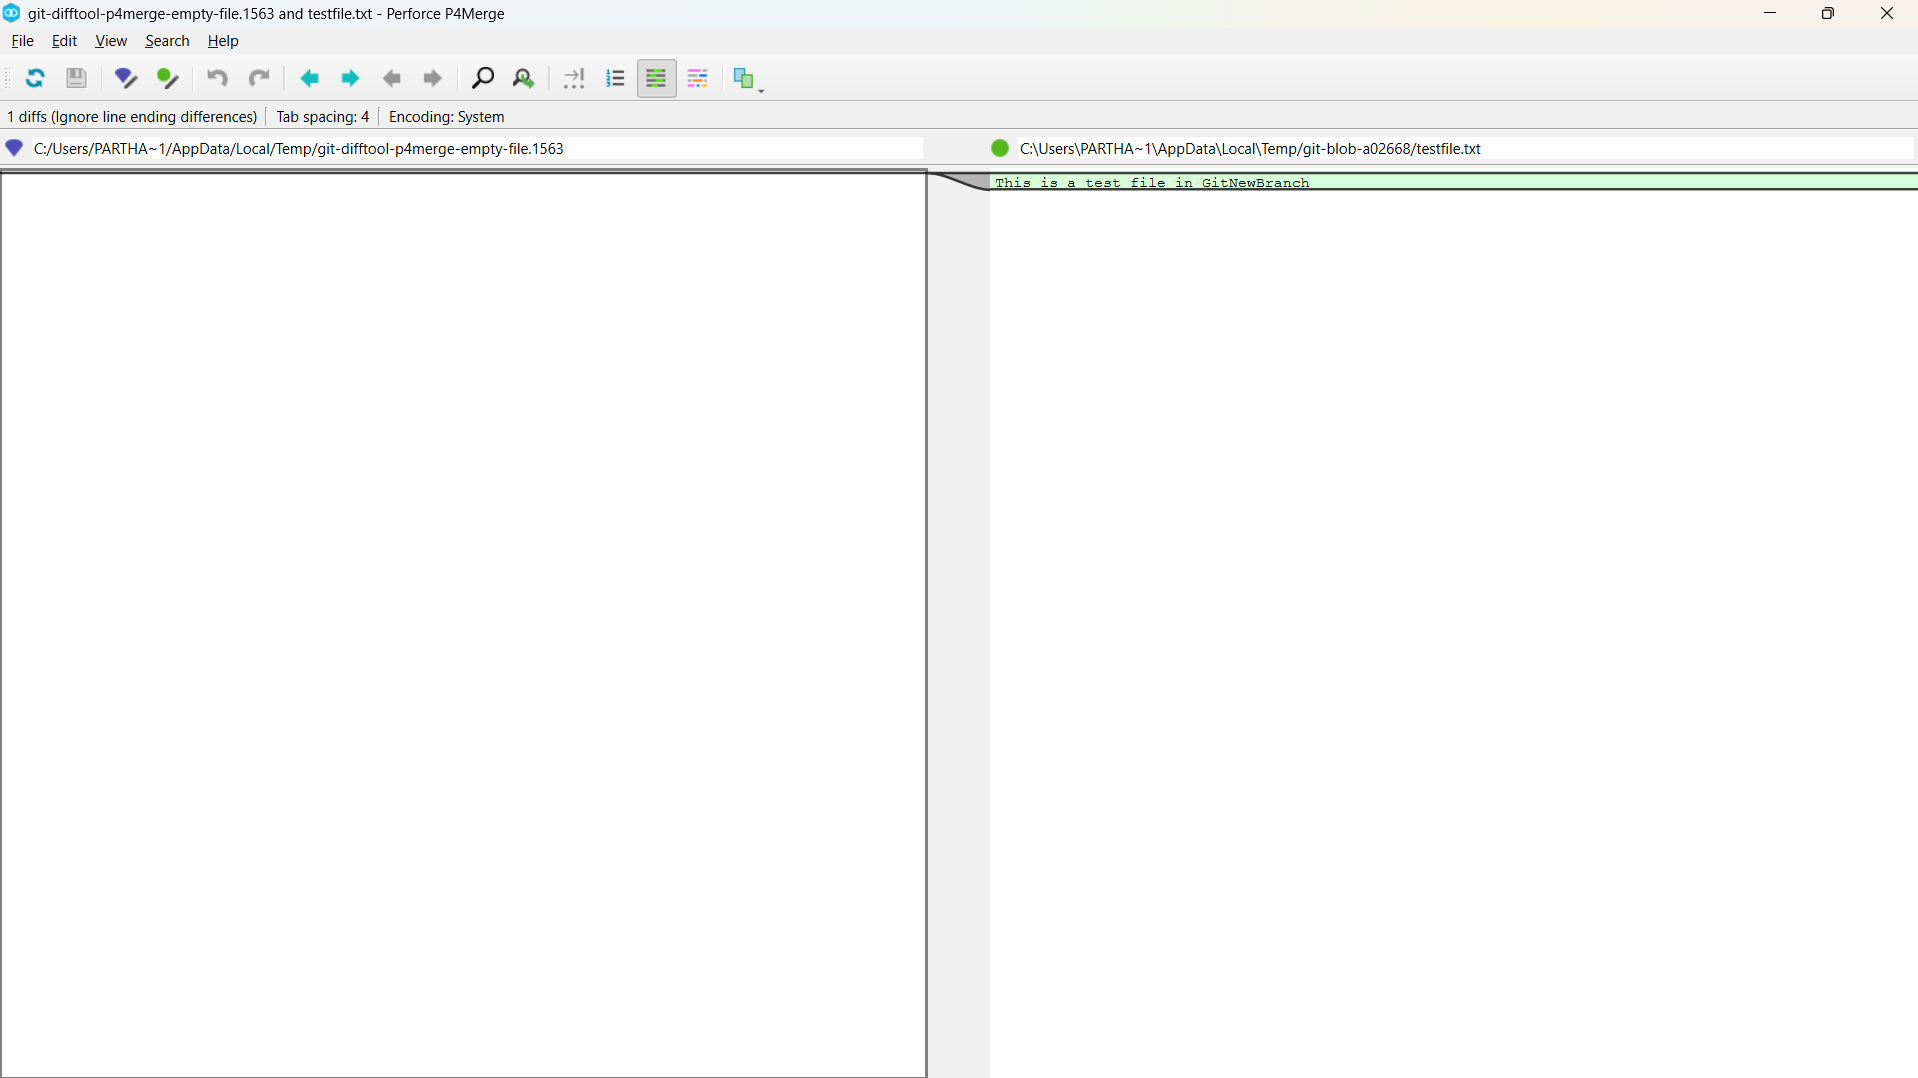 git-difftool-p4merge-empty-file.1563 and testfile.txt - Perforce P4Merge
File Edit View Search Help
1 diffs (Ignore line ending differences) Tab spacing: 4 Encoding: System
C:/Users/PARTHA~1/AppData/Local/Temp/git-difftool-p4merge-empty-file.1563
C:\Users\PARTHA~1\AppData\Local\Temp/git-blob-a02668/testfile.txt
This is a test file in GitNewBranch